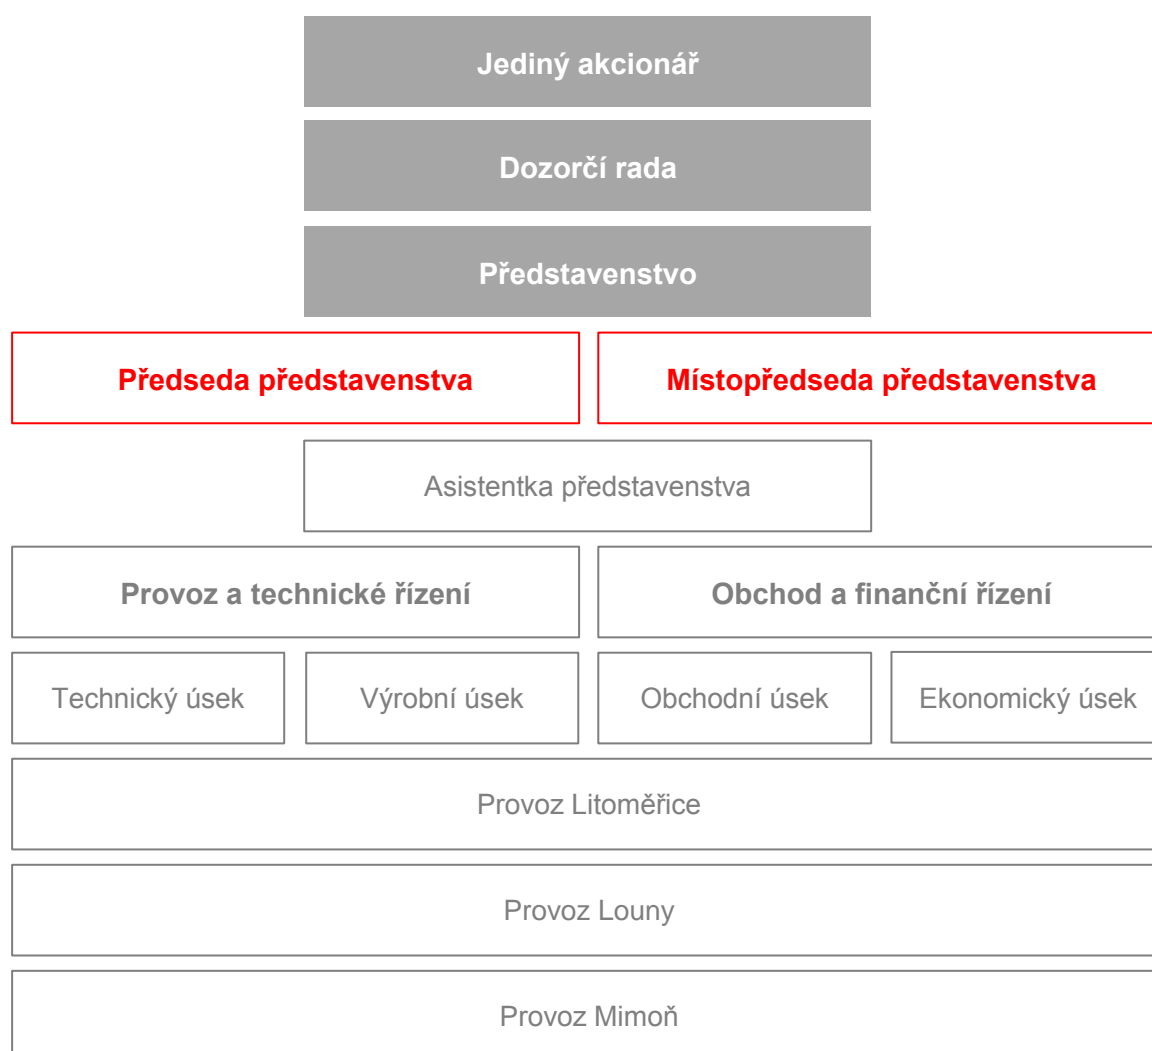 Jediný akcionář
Dozorčí rada
Představenstvo
Předseda představenstva
Místopředseda představenstva
Asistentka představenstva
Provoz a technické řízení
Obchod a finanční řízení
Technický úsek
Výrobní úsek
Obchodní úsek
Ekonomický úsek
Provoz Litoměřice
Provoz Louny
Provoz Mimoň